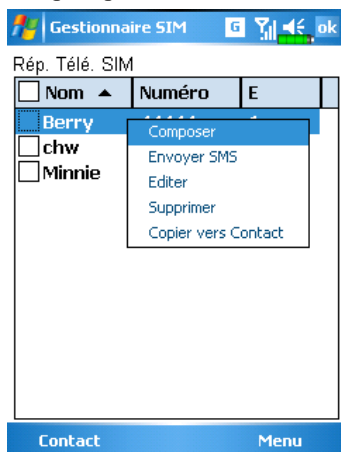 Gestionnaire SIM G ok
Rép. Télé. SIM
Nom Numéro E
Berry
chw
Minnie
Composer
Envoyer SMS
Editer
Supprimer
Copier vers Contact
Contact Menu